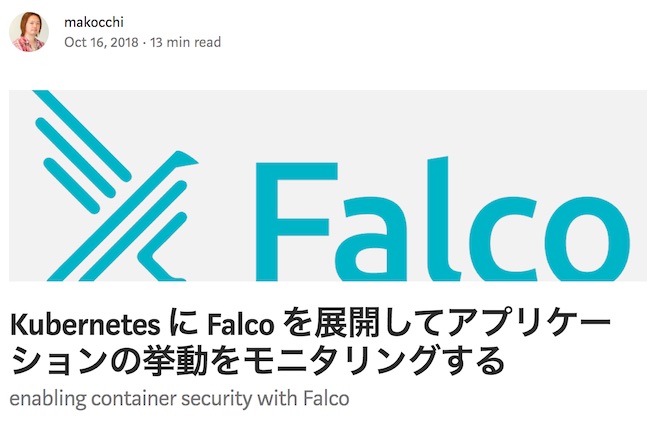 makocchi
Oct 16, 2018 · 13 min read
Falco
Kubernetes に Falco を展開してアプリケー
ションの挙動をモニタリングする
enabling container security with Falco